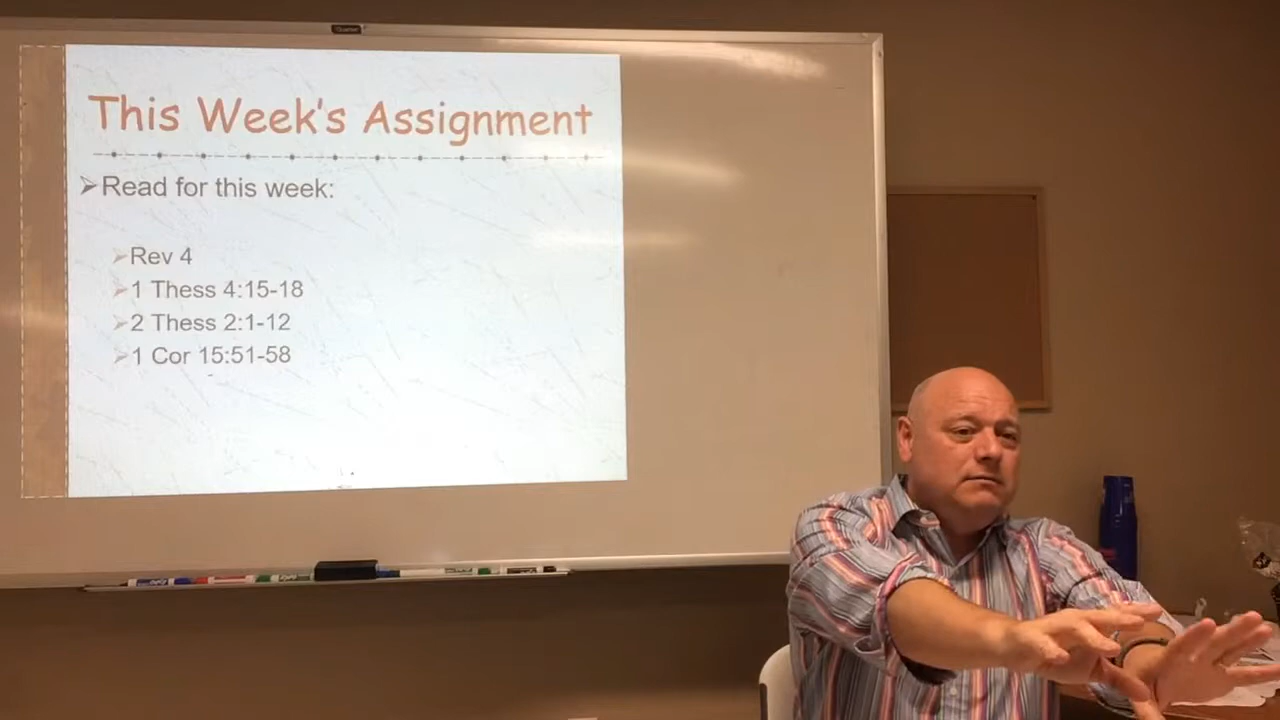 This Week's Assignment
Read for this week:
Rev 4
1 Thess 4:15-18
2 Thess 2:1-12
1 Cor 15:51-58